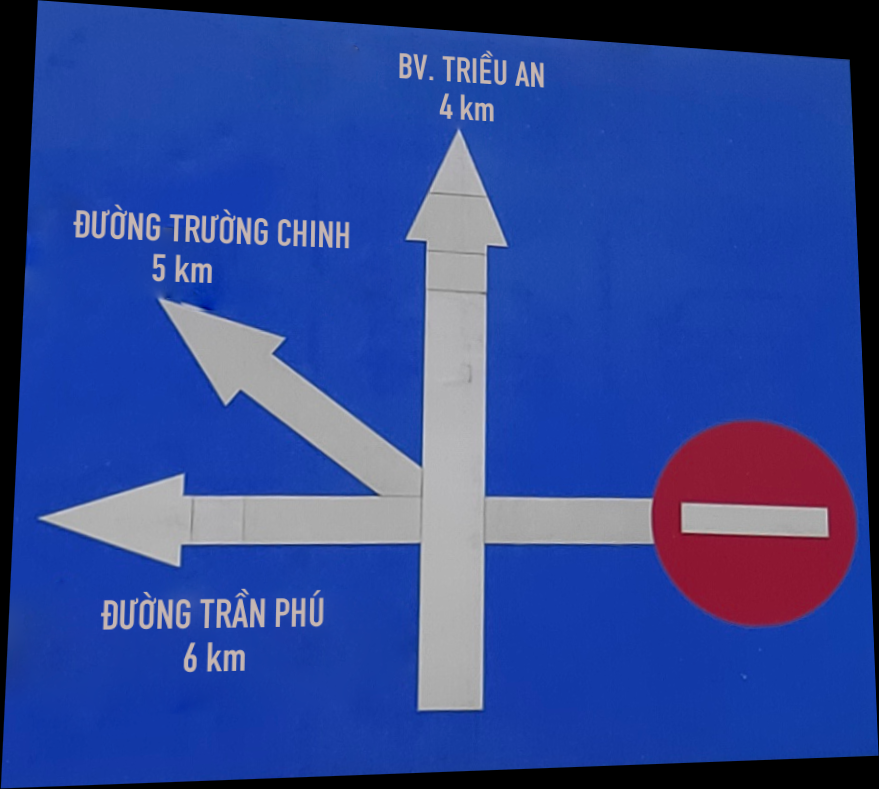 BV. TRIỀU AN
4 km
ĐƯỜNG TRƯỜNG CHINH
5 km
ĐƯỜNG TRẦN PHÚ
6 km